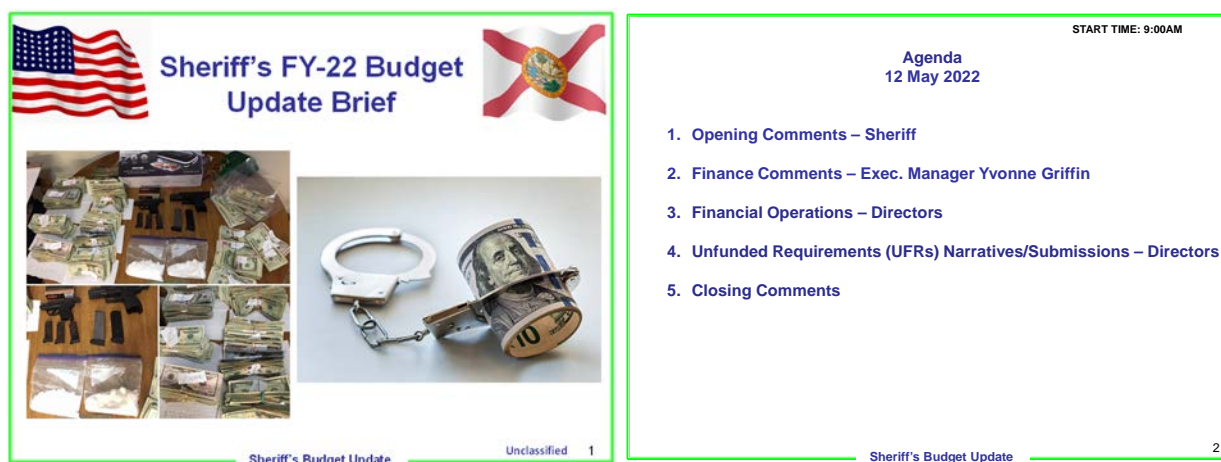 Sheriff's FY-22 Budget
Update Brief
Sheriff's Budget Update
Unclassified 1
START TIME: 9:00AM
Agenda
12 May 2022
1. Opening Comments – Sheriff
2. Finance Comments – Exec. Manager Yvonne Griffin
3. Financial Operations – Directors
4. Unfunded Requirements (UFRs) Narratives/Submissions – Directors
5. Closing Comments
Sheriff's Budget Update
2